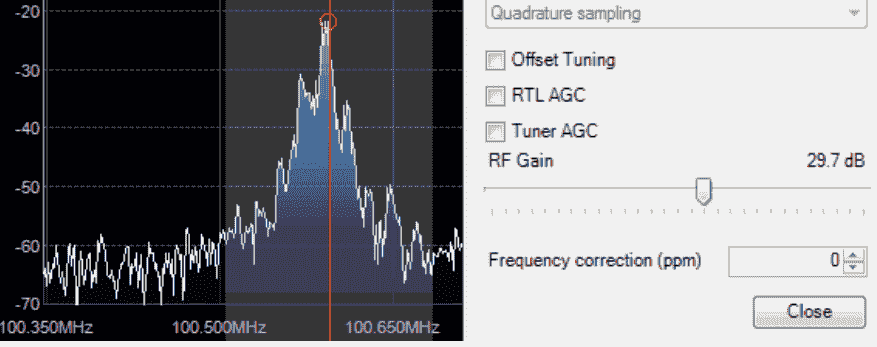 -20
-30
-40
-50
-60
-70
100.350MHz
100.500MHz
100.650MHz
Quadrature sampling
Offset Tuning
RTL AGC
Tuner AGC
RF Gain 29.7 dB
Frequency correction (ppm) 0
Close